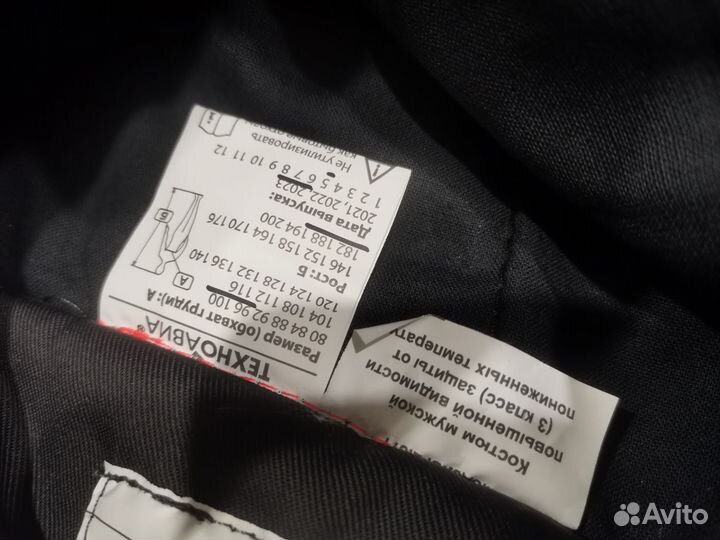 ТЕХНОАВИА®
Размер (обхват груди): А
80 84 88 92 96 100
104 108 112 116
120 124 128 132 136 140
Рост: Б
146 152 158 164 170 176
182 188 194 200
Дата выпуска:
2021, 2022, 2023
1 2 3 4 5 6 7 8 9 10 11 12
Не утилизировать
как бытовые отходы
А
Б
Костюм мужской
повышенной видимости
(3 класс) защиты от
пониженных температ
Avito